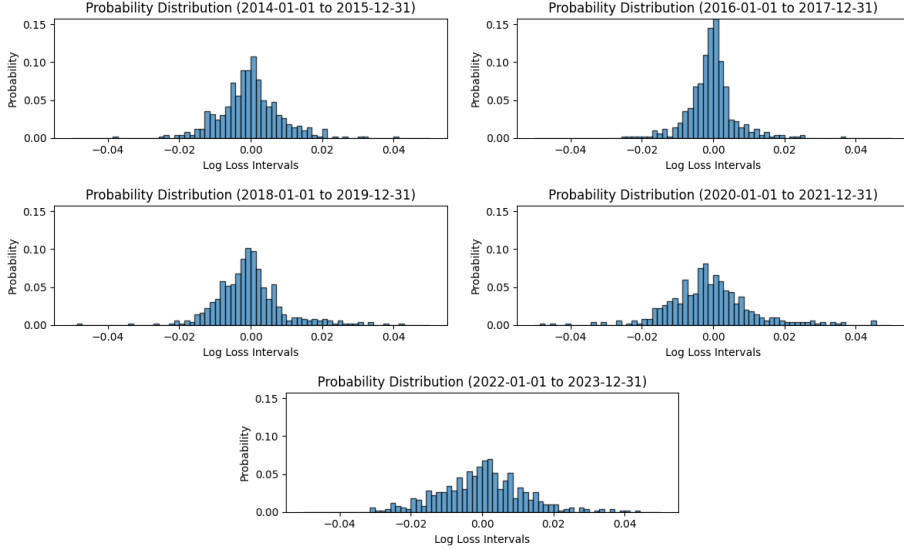 Probability Distribution (2014-01-01 to 2015-12-31)
0.15
0.10
0.05
0.00
Probability
−0.04 −0.02 0.00 0.02 0.04
Log Loss Intervals
Probability Distribution (2016-01-01 to 2017-12-31)
0.15
0.10
0.05
0.00
Probability
−0.04 −0.02 0.00 0.02 0.04
Log Loss Intervals
Probability Distribution (2018-01-01 to 2019-12-31)
0.15
0.10
0.05
0.00
Probability
−0.04 −0.02 0.00 0.02 0.04
Log Loss Intervals
Probability Distribution (2020-01-01 to 2021-12-31)
0.15
0.10
0.05
0.00
Probability
−0.04 −0.02 0.00 0.02 0.04
Log Loss Intervals
Probability Distribution (2022-01-01 to 2023-12-31)
0.15
0.10
0.05
0.00
Probability
−0.04 −0.02 0.00 0.02 0.04
Log Loss Intervals